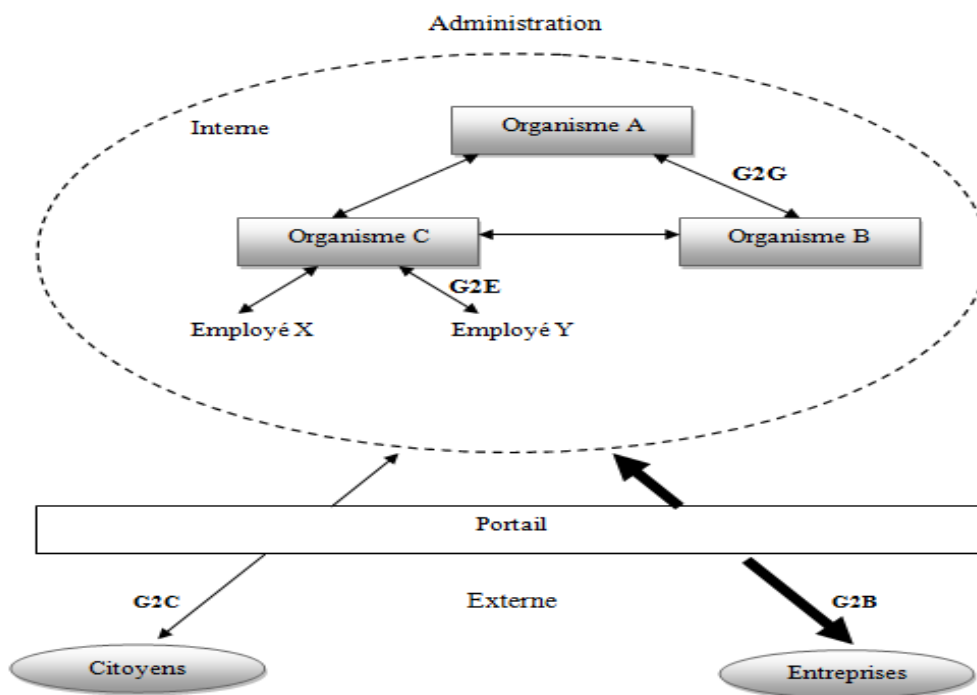 Administration
Interne
Organisme A
G2G
Organisme C
Organisme B
G2E
Employé X
Employé Y
Portail
G2C
Externe
G2B
Citoyens
Entreprises